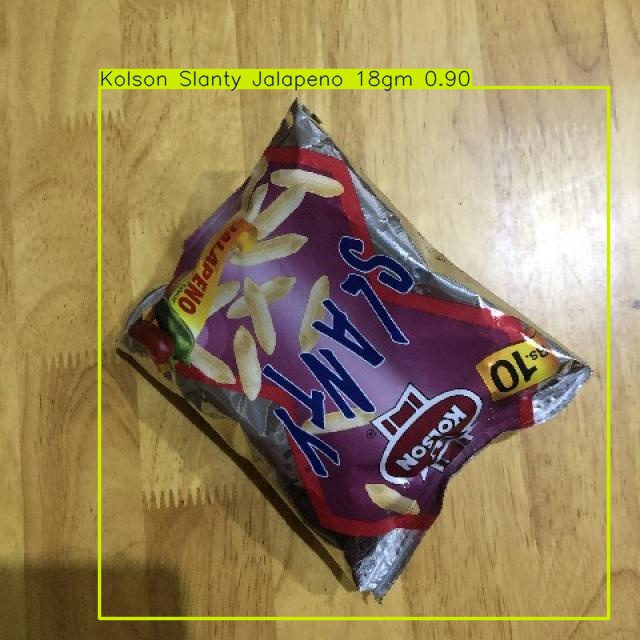 Kolson Slanty Jalapeno 18gm 0.90
JALAPENO
SLANTY
Rs.10
KOLSON
®